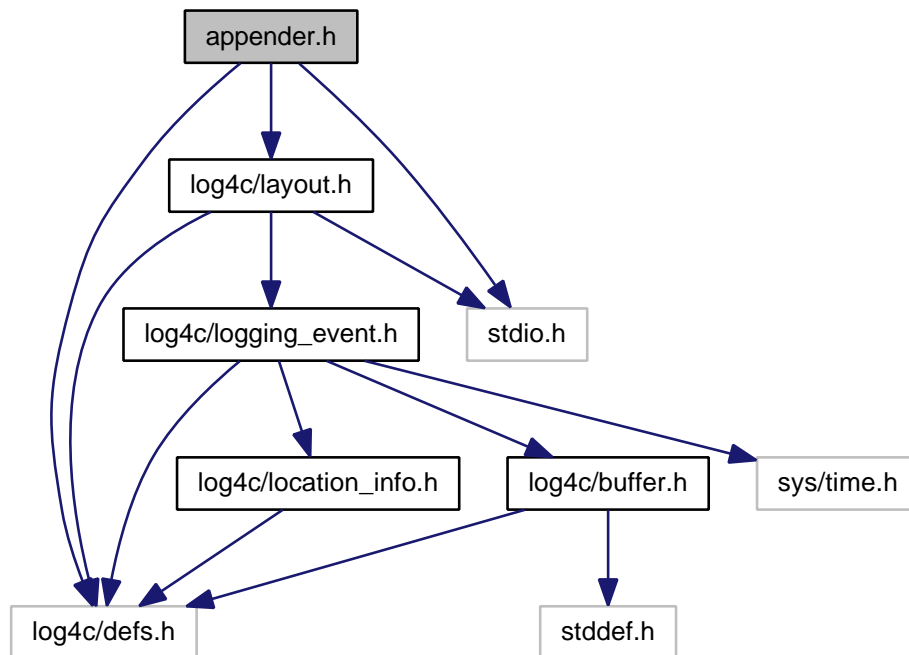 appender.h
log4c/layout.h
log4c/logging_event.h
stdio.h
log4c/location_info.h
log4c/buffer.h
sys/time.h
log4c/defs.h
stddef.h